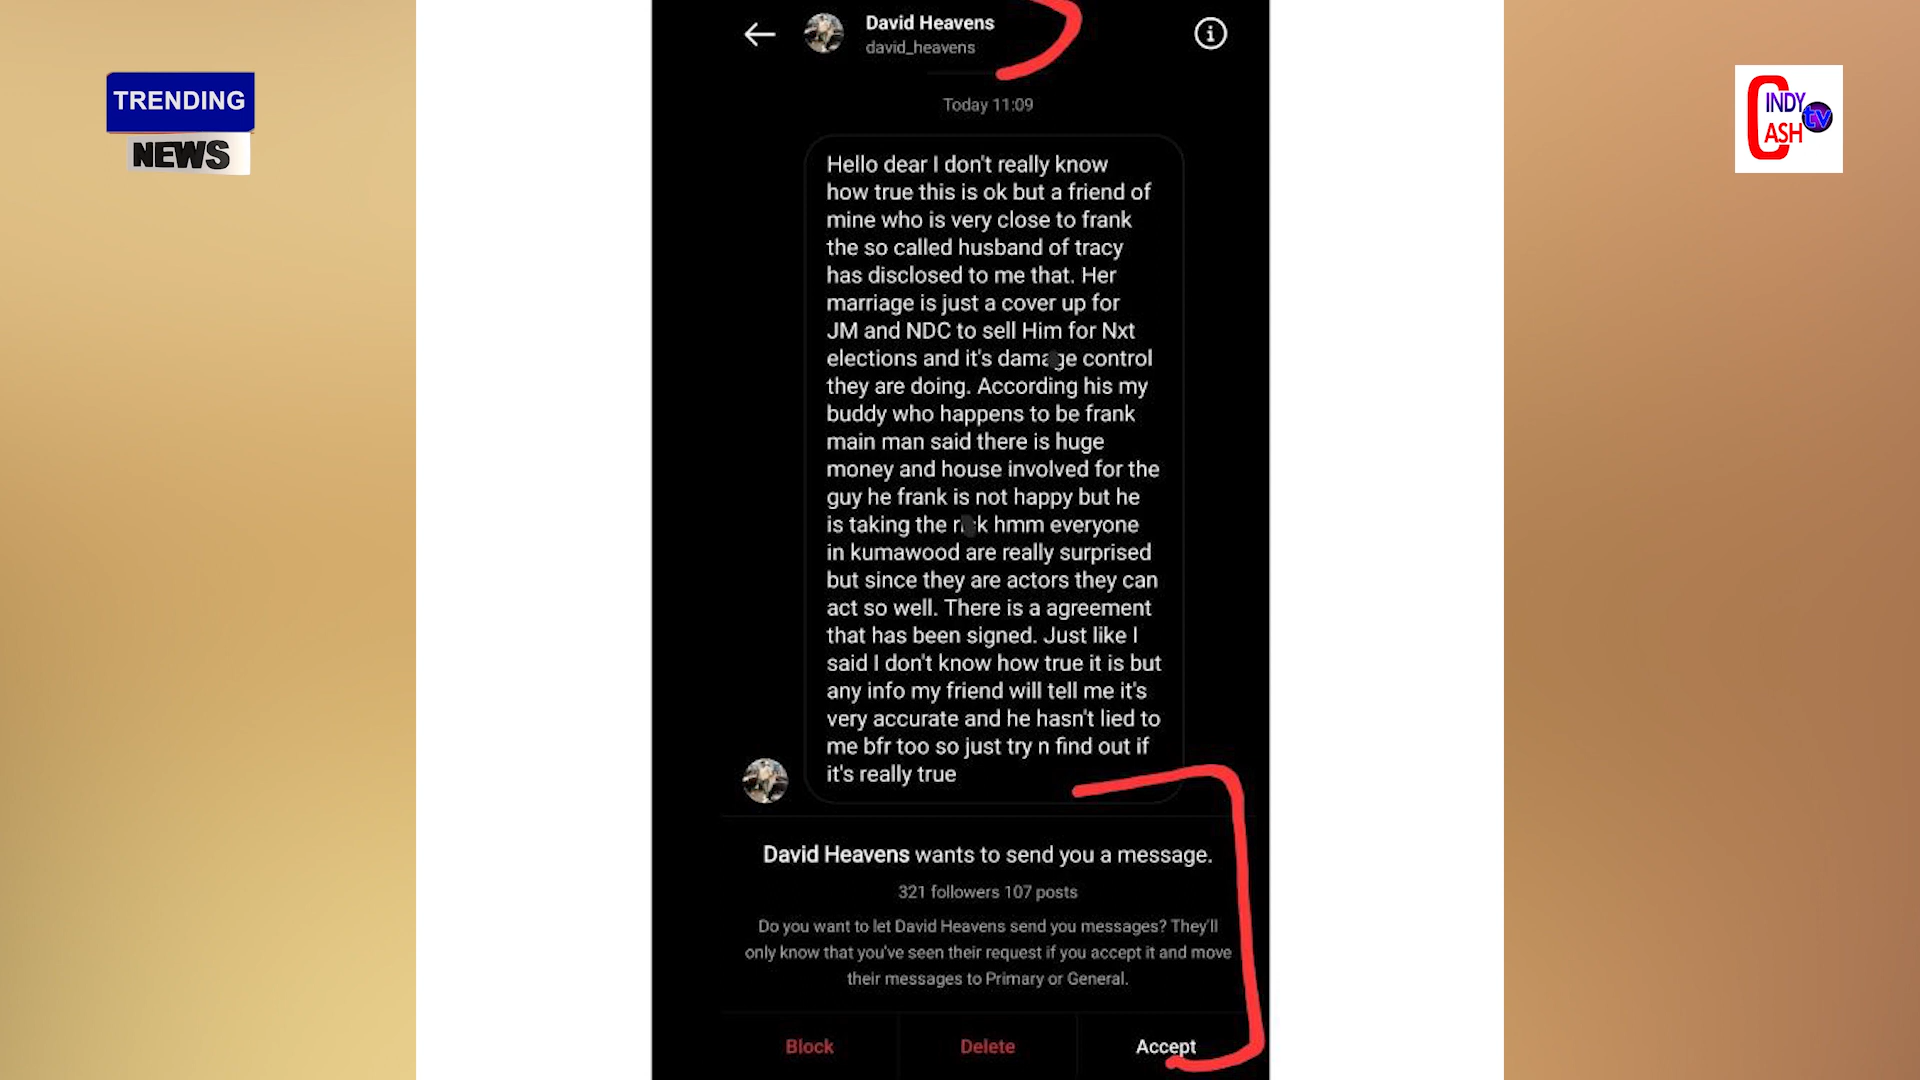 TRENDING
NEWS
CINDY
CASH
tv
David Heavens
david_heavens
Today 11:09
Hello dear I don't really know
how true this is ok but a friend of
mine who is very close to frank
the so called husband of tracy
has disclosed to me that. Her
marriage is just a cover up for
JM and NDC to sell Him for Nxt
elections and it's damage control
they are doing. According his my
buddy who happens to be frank
main man said there is huge
money and house involved for the
guy he frank is not happy but he
is taking the risk hmm everyone
in kumawood are really surprised
but since they are actors they can
act so well. There is a agreement
that has been signed. Just like I
said I don't know how true it is but
any info my friend will tell me it's
very accurate and he hasn't lied to
me bfr too so just try n find out if
it's really true
David Heavens wants to send you a message.
321 followers 107 posts
Do you want to let David Heavens send you messages? They'll
only know that you've seen their request if you accept it and move
their messages to Primary or General.
Block
Delete
Accept